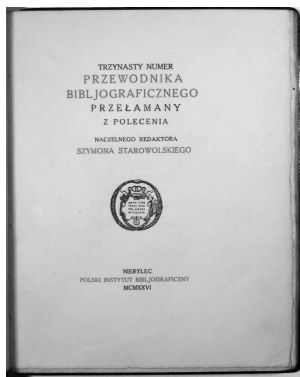 TRZYNASTY NUMER
PRZEWODNIKA
BIBLJOGRAFICZNEGO
PRZEŁAMANY
Z POLECENIA
NACZELNEGO REDAKTORA
SZYMONA STAROWOLSKIEGO
NIEBYLEC
POLSKI INSTYTUT BIBLJOGRAFICZNY
MCMXXVI